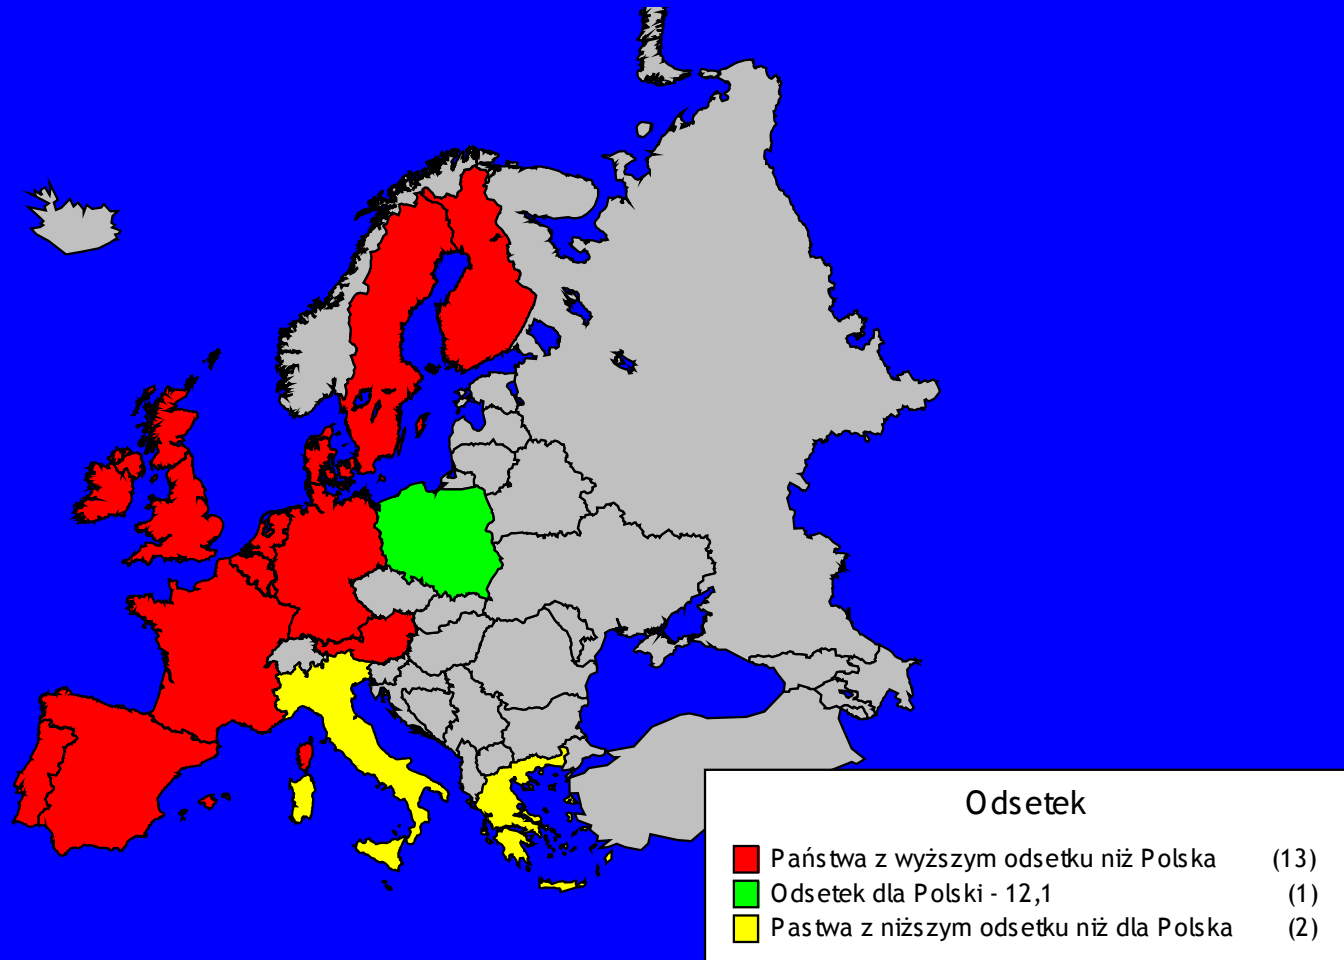 Odsetek
Państwa z wyższym odsetku niż Polska (13)
Odsetek dla Polski - 12,1 (1)
Pastwa z niższym odsetku niż dla Polska (2)